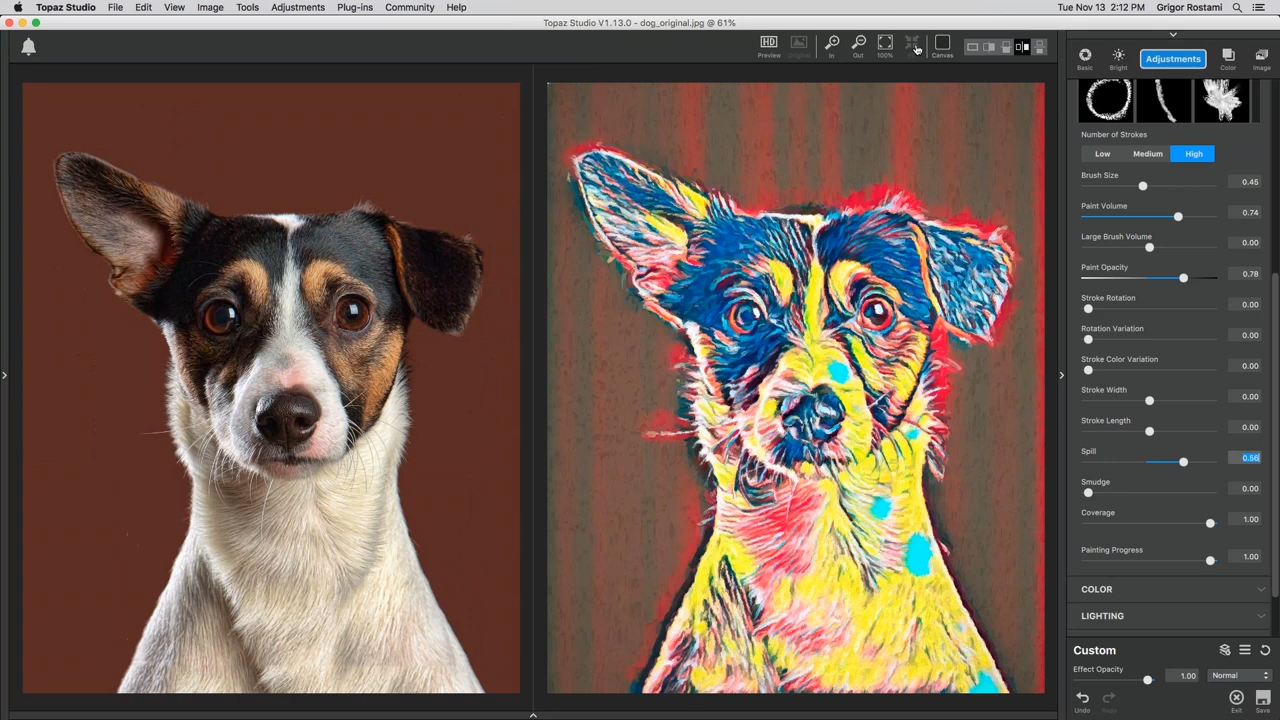 Topaz Studio File Edit View Image Tools Adjustments Plug-ins Community Help Tue Nov 13 2:12 PM Grigor Rostami
Topaz Studio V1.13.0 - dog_original.jpg @ 61%
Preview Original In Out 100% Canvas
Basic Bright Adjustments Color Image
Number of Strokes
Low Medium High
Brush Size 0.45
Paint Volume 0.74
Large Brush Volume 0.00
Paint Opacity 0.78
Stroke Rotation 0.00
Rotation Variation 0.00
Stroke Color Variation 0.00
Stroke Width 0.00
Stroke Length 0.00
Spill 0.56
Smudge 0.00
Coverage 1.00
Painting Progress 1.00
COLOR
LIGHTING
Custom
Effect Opacity 1.00 Normal
Undo Redo Exit Save